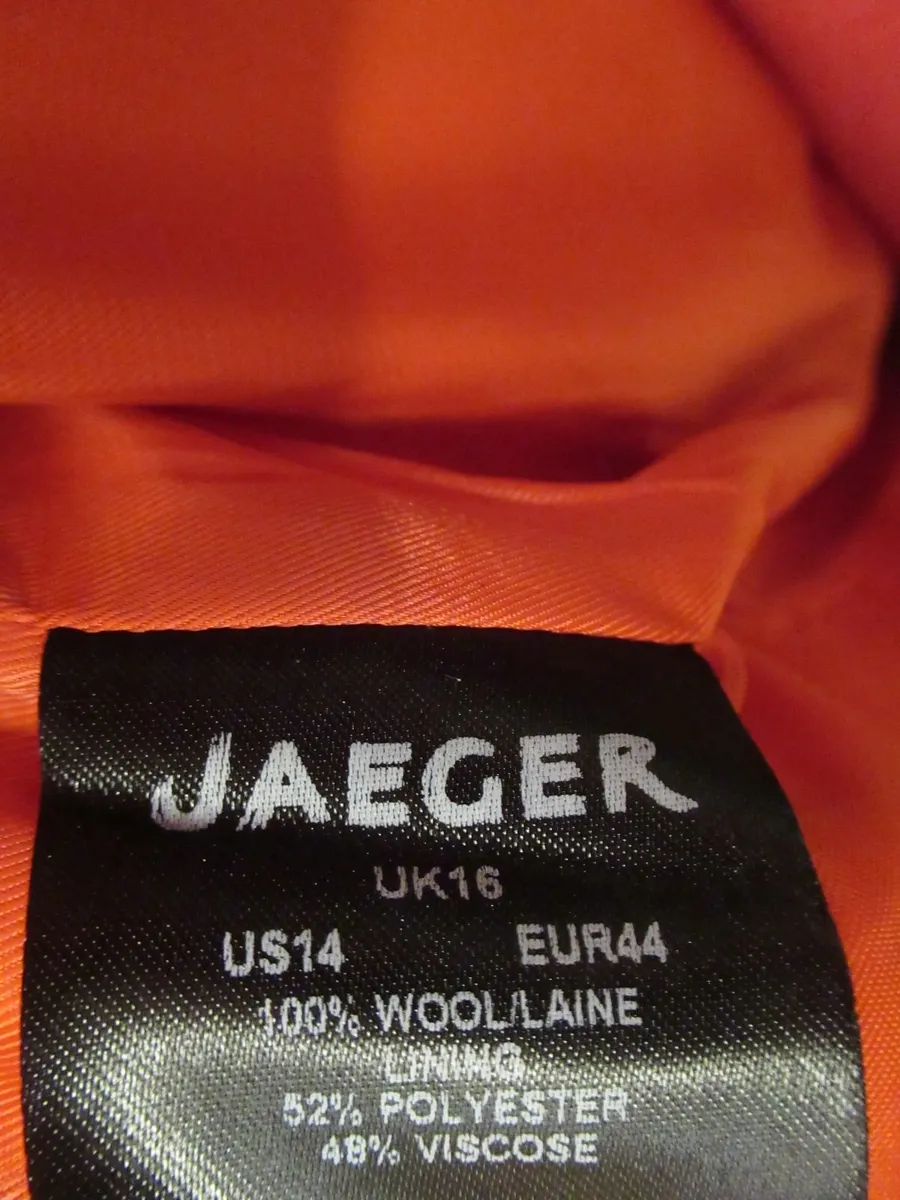 JAEGER
UK16
US14 EUR44
100% WOOL/LAINE
LINING
52% POLYESTER
48% VISCOSE